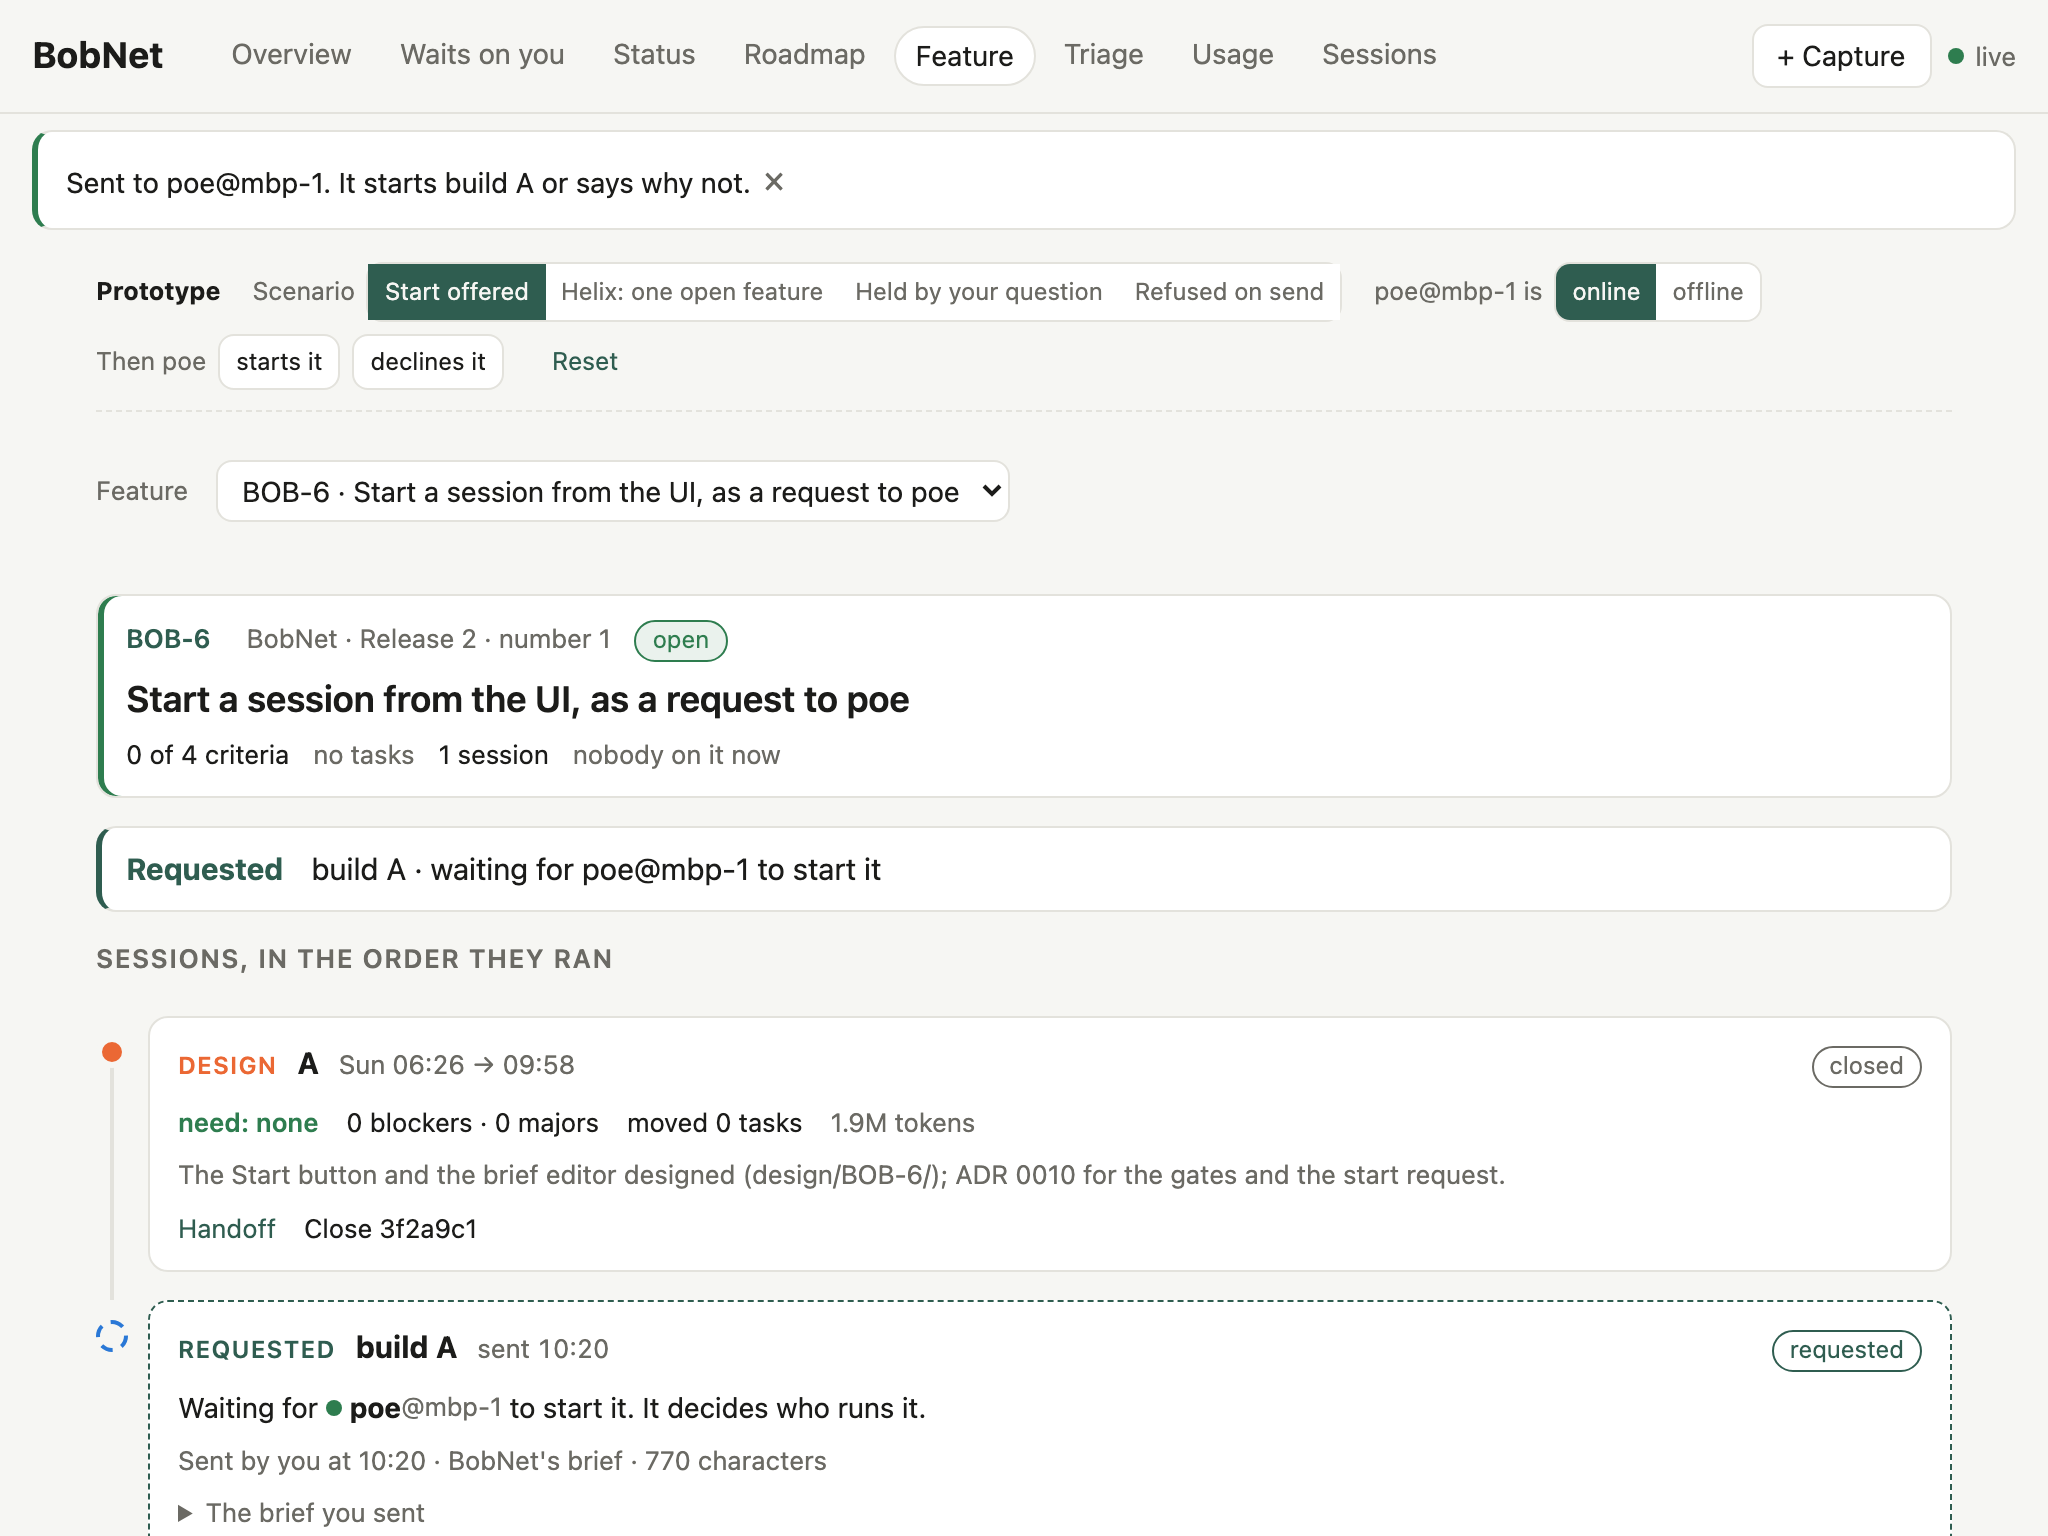 BobNet Overview Waits on you Status Roadmap Feature Triage Usage Sessions + Capture live
Sent to poe@mbp-1. It starts build A or says why not. ✕
Prototype Scenario Start offered Helix: one open feature Held by your question Refused on send poe@mbp-1 is online offline
Then poe starts it declines it Reset
Feature BOB-6 · Start a session from the UI, as a request to poe
BOB-6 BobNet · Release 2 · number 1 open
Start a session from the UI, as a request to poe
0 of 4 criteria no tasks 1 session nobody on it now
Requested build A · waiting for poe@mbp-1 to start it
SESSIONS, IN THE ORDER THEY RAN
DESIGN A Sun 06:26 → 09:58 closed
need: none 0 blockers · 0 majors moved 0 tasks 1.9M tokens
The Start button and the brief editor designed (design/BOB-6/); ADR 0010 for the gates and the start request.
Handoff Close 3f2a9c1
REQUESTED build A sent 10:20 requested
Waiting for poe@mbp-1 to start it. It decides who runs it.
Sent by you at 10:20 · BobNet's brief · 770 characters
▶ The brief you sent